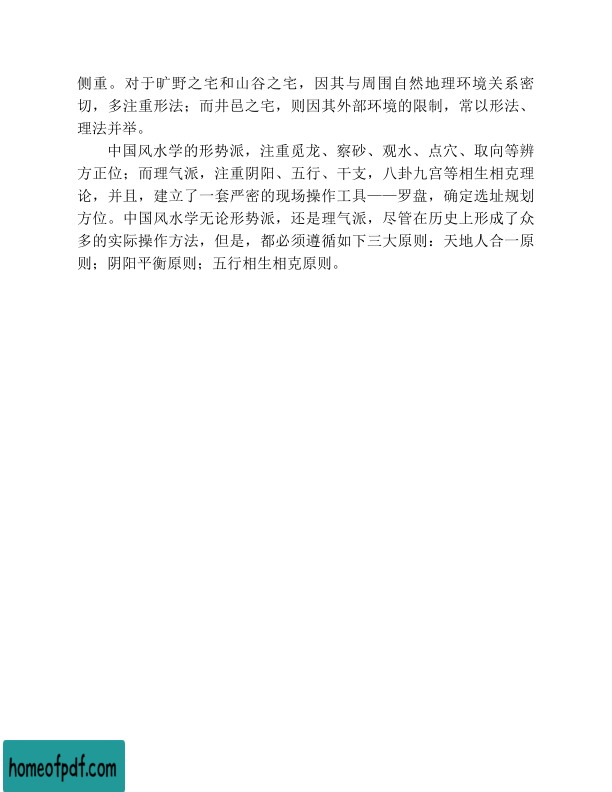 侧重。对于旷野之宅和山谷之宅，因其与周围自然地理环境关系密
切，多注重形法；而井邑之宅，则因其外部环境的限制，常以形法、
理法并举。
中国风水学的形势派，注重觅龙、察砂、观水、点穴、取向等辨
方正位；而理气派，注重阴阳、五行、干支，八卦九宫等相生相克理
论，并且，建立了一套严密的现场操作工具——罗盘，确定选址规划
方位。中国风水学无论形势派，还是理气派，尽管在历史上形成了众
多的实际操作方法，但是，都必须遵循如下三大原则：天地人合一原
则；阴阳平衡原则；五行相生相克原则。
homeofpdf.com